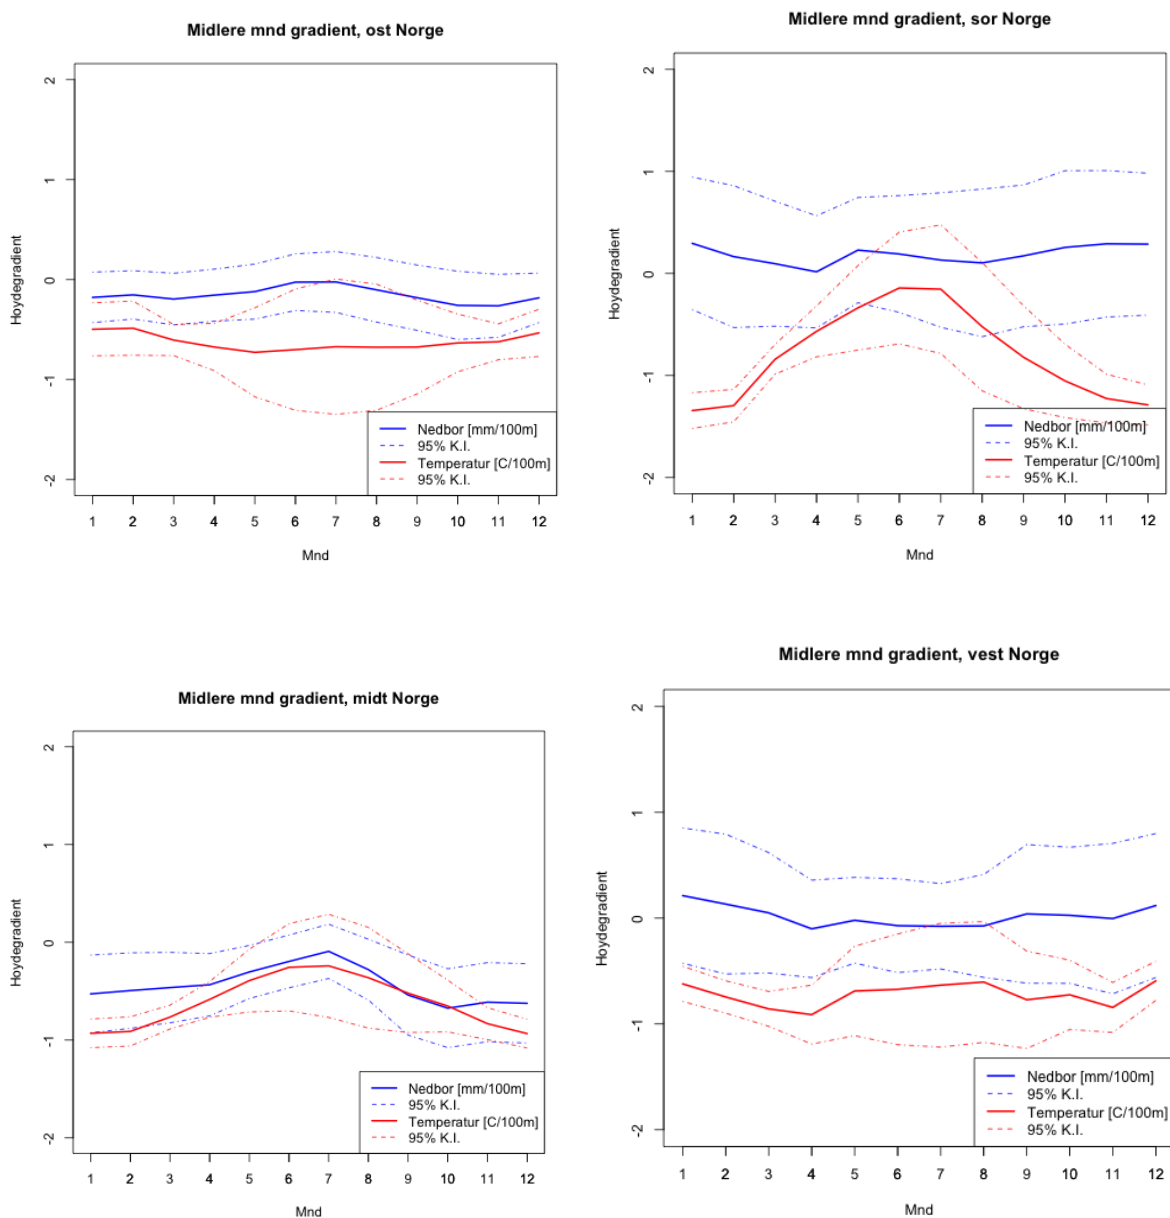 Midlere mnd gradient, ost Norge
Hoydegradient
2
1
0
-1
-2
Nedbor [mm/100m]
95% K.I.
Temperatur [C/100m]
95% K.I.
1 2 3 4 5 6 7 8 9 10 11 12
Mnd
Midlere mnd gradient, sor Norge
Hoydegradient
2
1
0
-1
-2
Nedbor [mm/100m]
95% K.I.
Temperatur [C/100m]
95% K.I.
1 2 3 4 5 6 7 8 9 10 11 12
Mnd
Midlere mnd gradient, midt Norge
Hoydegradient
2
1
0
-1
-2
Nedbor [mm/100m]
95% K.I.
Temperatur [C/100m]
95% K.I.
1 2 3 4 5 6 7 8 9 10 11 12
Mnd
Midlere mnd gradient, vest Norge
Hoydegradient
2
1
0
-1
-2
Nedbor [mm/100m]
95% K.I.
Temperatur [C/100m]
95% K.I.
1 2 3 4 5 6 7 8 9 10 11 12
Mnd